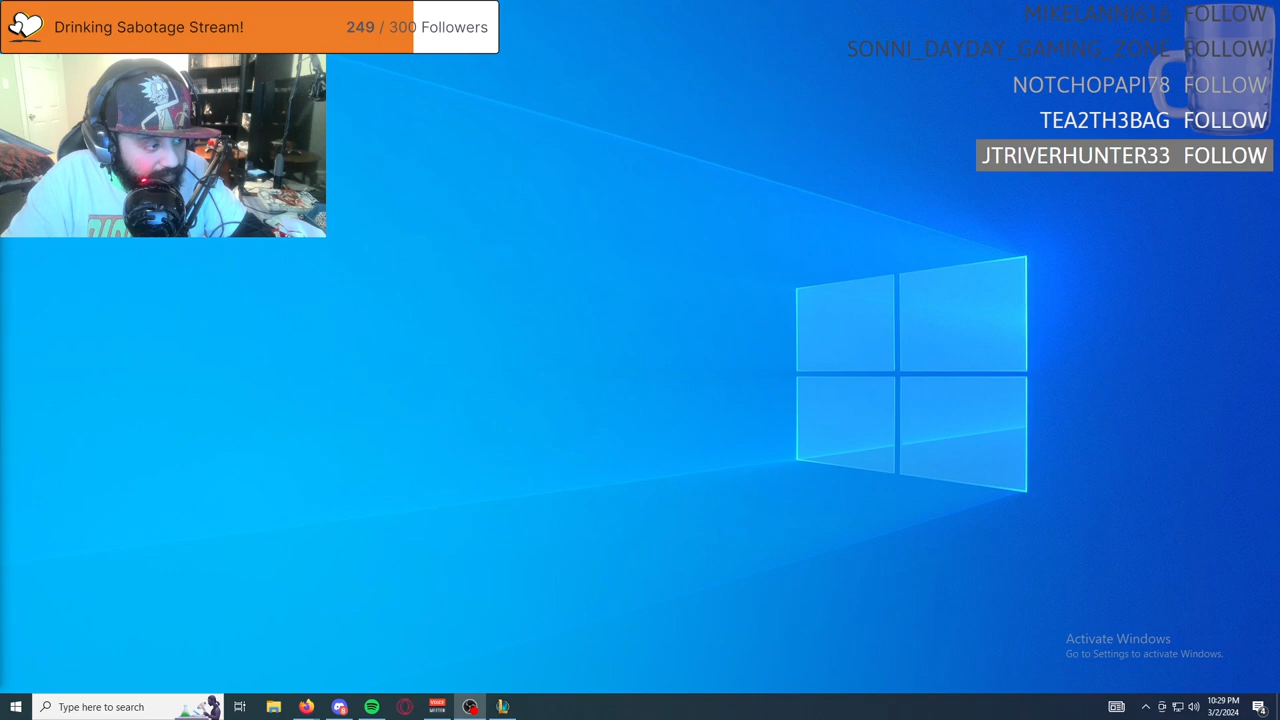 Drinking Sabotage Stream! 249 / 300 Followers
MIKELANNI616 FOLLOW
SONNI_DAYDAY_GAMING_ZONE FOLLOW
NOTCHOPAPI78 FOLLOW
TEA2TH3BAG FOLLOW
JTRIVERHUNTER33 FOLLOW
Activate Windows
Go to Settings to activate Windows.
Type here to search
10:29 PM
3/2/2024
4